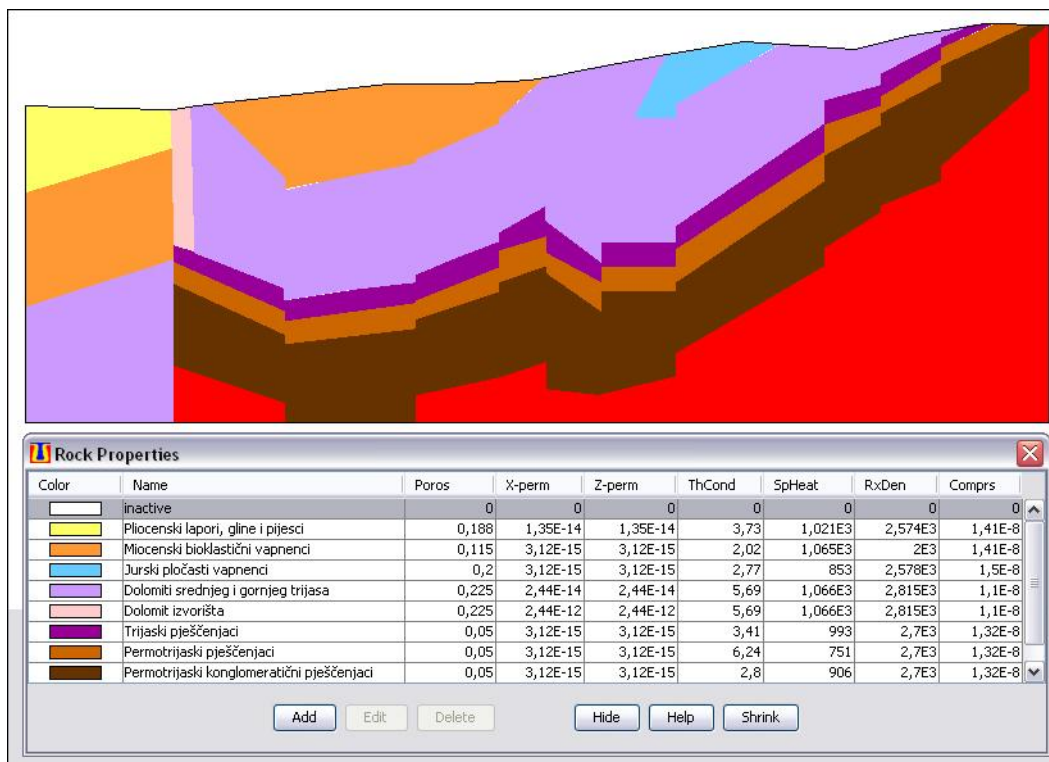 Rock Properties
Color Name Poros X-perm Z-perm ThCond SpHeat RxDen Comprs
inactive 0 0 0 0 0 0 0
Pliocenski lapori, gline i pijesci 0,188 1,35E-14 1,35E-14 3,73 1,021E3 2,574E3 1,41E-8
Miocenski bioklastični vapnenci 0,115 3,12E-15 3,12E-15 2,02 1,065E3 2E3 1,41E-8
Jurski pločasti vapnenci 0,2 3,12E-15 3,12E-15 2,77 853 2,578E3 1,5E-8
Dolomiti srednjeg i gornjeg trijasa 0,225 2,44E-14 2,44E-14 5,69 1,066E3 2,815E3 1,1E-8
Dolomit izvorišta 0,225 2,44E-12 2,44E-12 5,69 1,066E3 2,815E3 1,1E-8
Trijaski pješčenjaci 0,05 3,12E-15 3,12E-15 3,41 993 2,7E3 1,32E-8
Permotrijaski pješčenjaci 0,05 3,12E-15 3,12E-15 6,24 751 2,7E3 1,32E-8
Permotrijaski konglomeratični pješčenjaci 0,05 3,12E-15 3,12E-15 2,8 906 2,7E3 1,32E-8
Add Edit Delete Hide Help Shrink